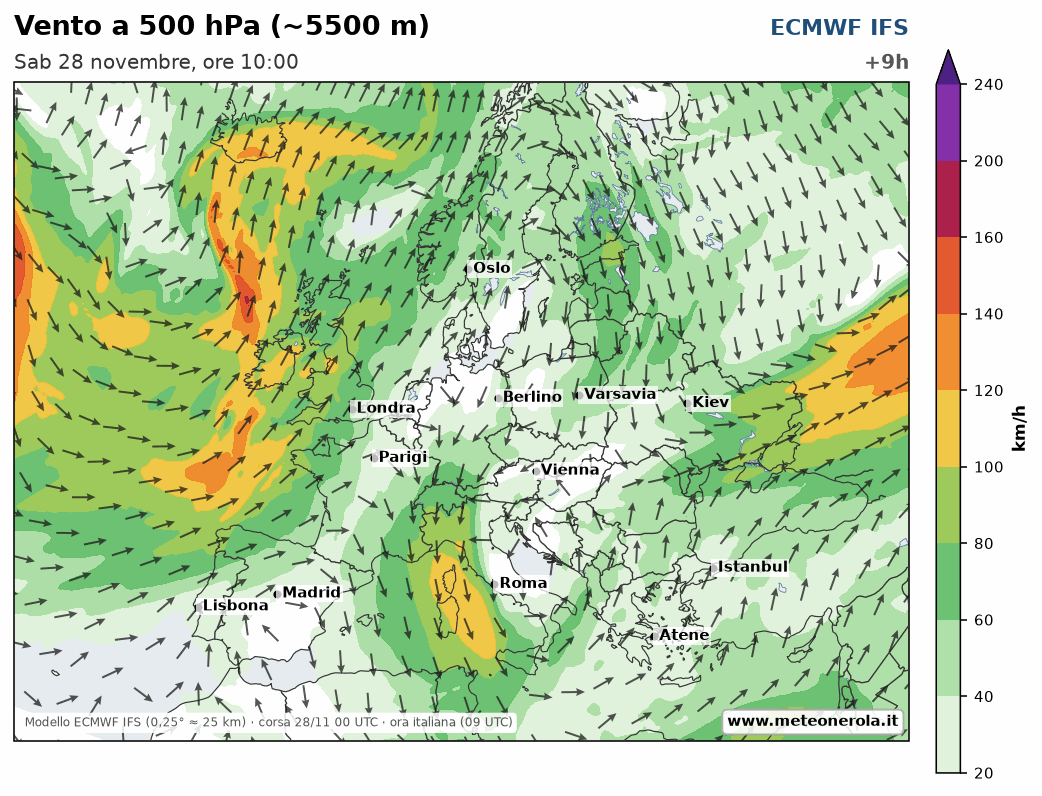 Vento a 500 hPa (~5500 m)
ECMWF IFS
Sab 28 novembre, ore 10:00
+9h
240
200
160
140
120
100
80
60
40
20
km/h
Oslo
Berlino
Varsavia
Kiev
Londra
Parigi
Vienna
Istanbul
Roma
Madrid
Lisbona
Atene
Modello ECMWF IFS (0,25° ≈ 25 km) · corsa 28/11 00 UTC · ora italiana (09 UTC)
www.meteonerola.it